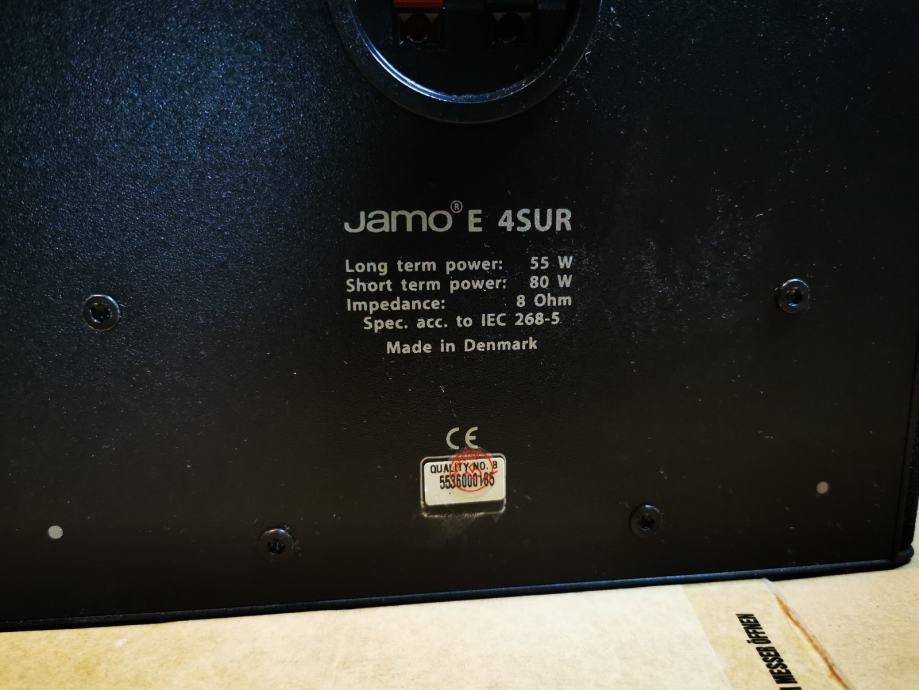 Jamo® E 4SUR
Long term power: 55 W
Short term power: 80 W
Impedance: 8 Ohm
Spec. acc. to IEC 268-5
Made in Denmark
CE
QUALITY NO. 8
5536000165
MESSER ÖFFNEN